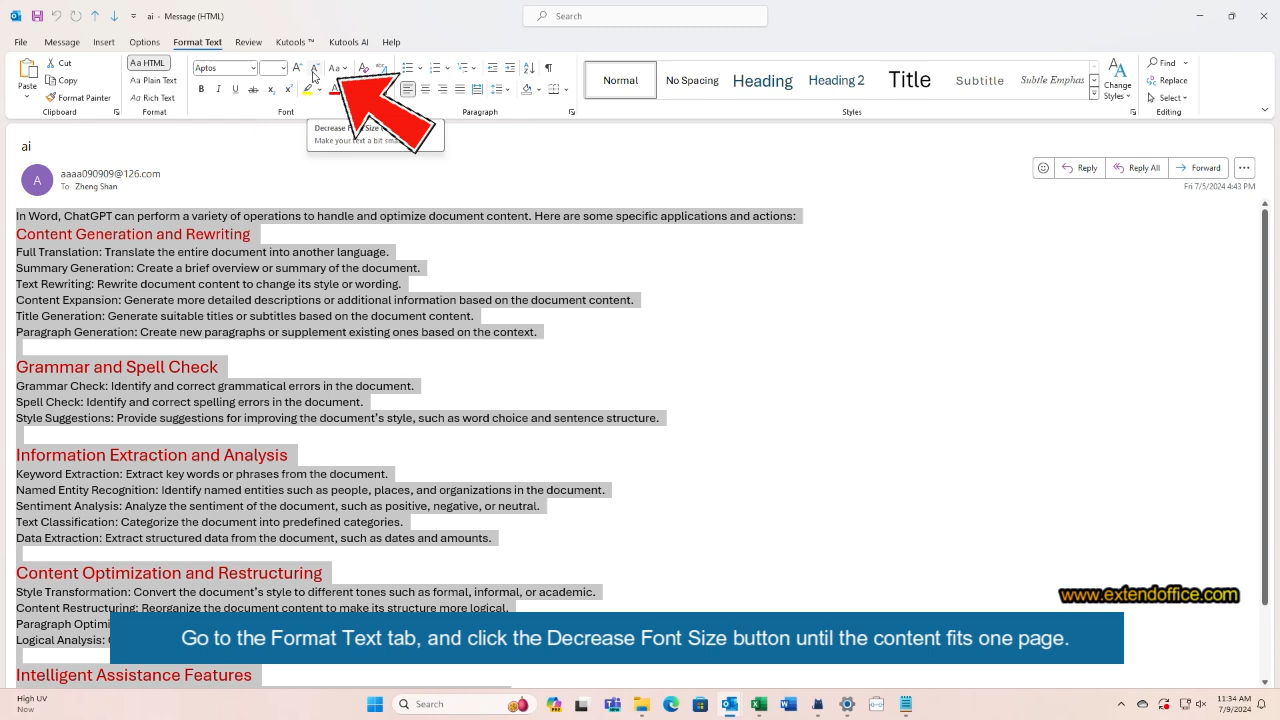 ai - Message (HTML)
Search
File Message Insert Options Format Text Review Kutools ™ Kutools AI Help
Paste
Cut
Copy
Format Painter
Clipboard
Aa HTML
Aa Plain Text
Aa Rich Text
Aptos
Font
Paragraph
Normal
No Spacing
Heading
Heading 2
Title
Subtitle
Subtle Emphas
Styles
Change
Styles
Find
Replace
Select
Editing
Decrease
Make your text a bit
ai
A
aaaa090909@126.com
To: Zheng Shan
Reply Reply All Forward
Fri 7/5/2024 4:43 PM
In Word, ChatGPT can perform a variety of operations to handle and optimize document content. Here are some specific applications and actions:
Content Generation and Rewriting
Full Translation: Translate the entire document into another language.
Summary Generation: Create a brief overview or summary of the document.
Text Rewriting: Rewrite document content to change its style or wording.
Content Expansion: Generate more detailed descriptions or additional information based on the document content.
Title Generation: Generate suitable titles or subtitles based on the document content.
Paragraph Generation: Create new paragraphs or supplement existing ones based on the context.
Grammar and Spell Check
Grammar Check: Identify and correct grammatical errors in the document.
Spell Check: Identify and correct spelling errors in the document.
Style Suggestions: Provide suggestions for improving the document's style, such as word choice and sentence structure.
Information Extraction and Analysis
Keyword Extraction: Extract key words or phrases from the document.
Named Entity Recognition: Identify named entities such as people, places, and organizations in the document.
Sentiment Analysis: Analyze the sentiment of the document, such as positive, negative, or neutral.
Text Classification: Categorize the document into predefined categories.
Data Extraction: Extract structured data from the document, such as dates and amounts.
Content Optimization and Restructuring
Style Transformation: Convert the document's style to different tones such as formal, informal, or academic.
Content Restructuring: Reorganize the document content to make its structure more logical.
Paragraph Optimi
Logical Analysis:
Intelligent Assistance Features
www.extendoffice.com
Go to the Format Text tab, and click the Decrease Font Size button until the content fits one page.
High UV
Now
Search
11:34 AM
7/9/2024